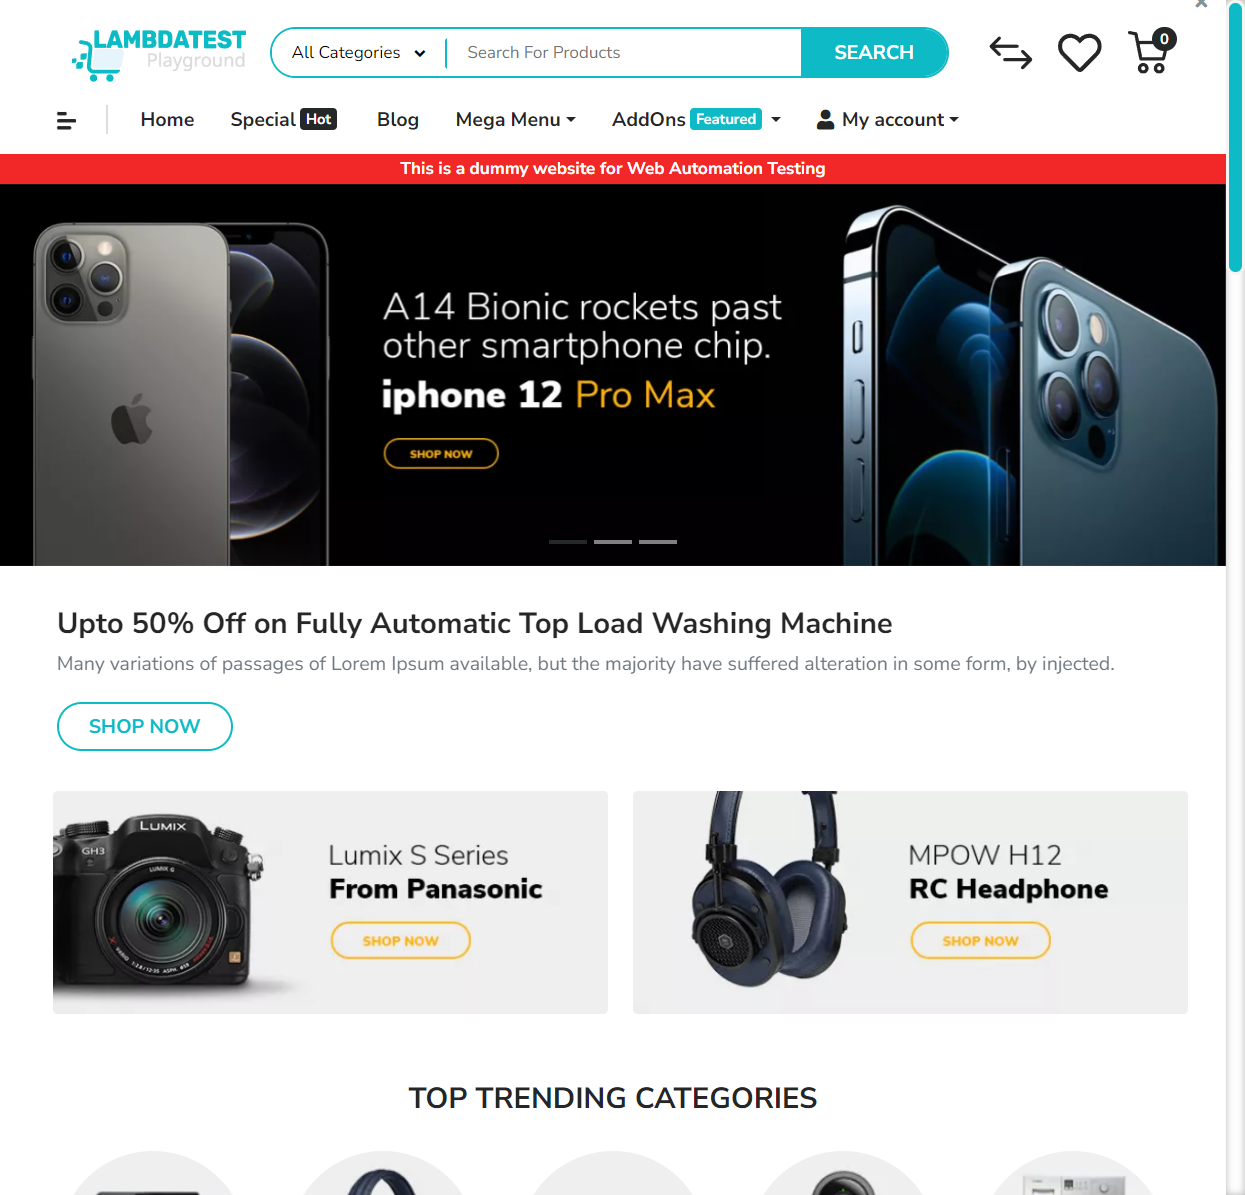 LAMBDATEST
Playground
All Categories
Search For Products
SEARCH
0
Home
Special Hot
Blog
Mega Menu
AddOns Featured
My account
This is a dummy website for Web Automation Testing
A14 Bionic rockets past
other smartphone chip.
iphone 12 Pro Max
SHOP NOW
Upto 50% Off on Fully Automatic Top Load Washing Machine
Many variations of passages of Lorem Ipsum available, but the majority have suffered alteration in some form, by injected.
SHOP NOW
LUMIX
GH3
LUMIX G
Lumix S Series
From Panasonic
SHOP NOW
MPOW H12
RC Headphone
SHOP NOW
TOP TRENDING CATEGORIES